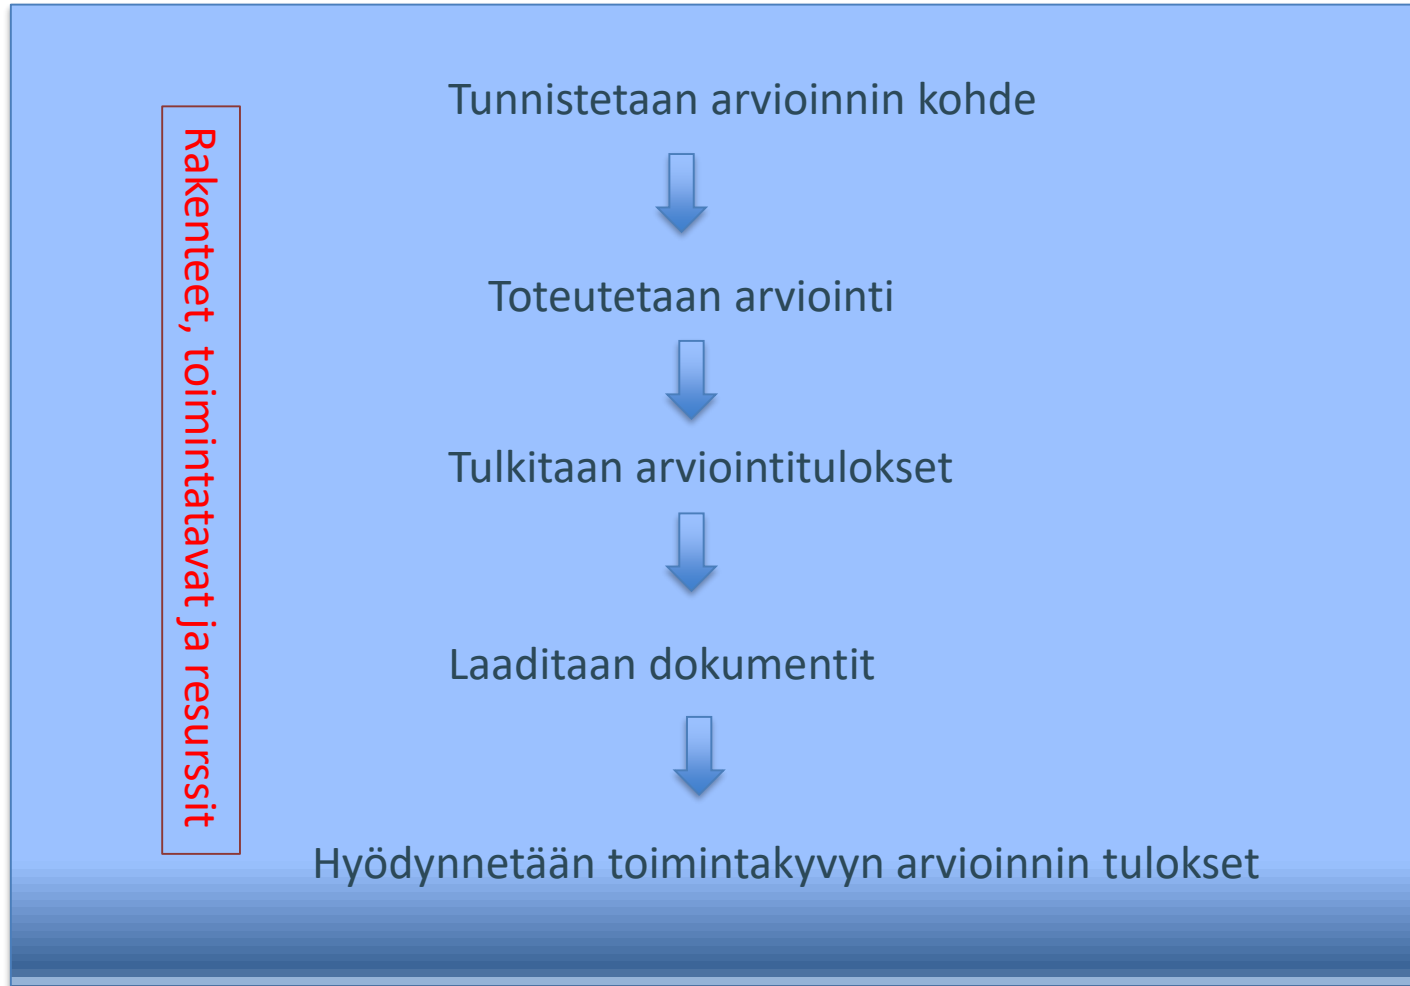 Rakenteet, toimintatavat ja resurssit
Tunnistetaan arvioinnin kohde
Toteutetaan arviointi
Tulkitaan arviointitulokset
Laaditaan dokumentit
Hyödynnetään toimintakyvyn arvioinnin tulokset